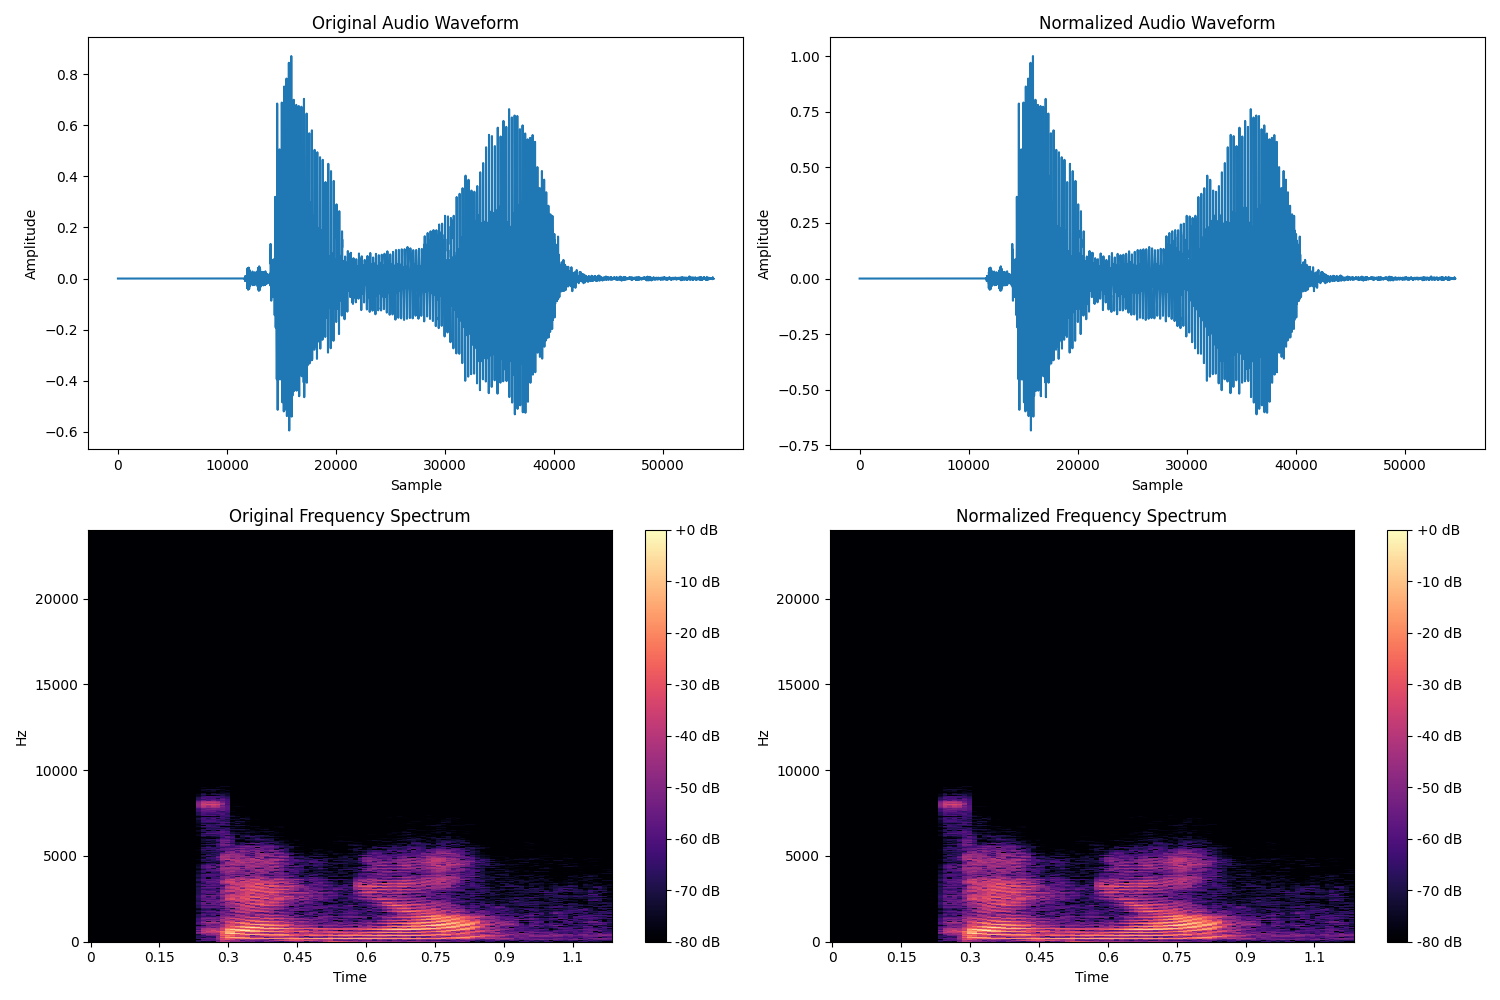 Original Audio Waveform
Amplitude
0.8
0.6
0.4
0.2
0.0
−0.2
−0.4
−0.6
0 10000 20000 30000 40000 50000
Sample
Normalized Audio Waveform
Amplitude
1.00
0.75
0.50
0.25
0.00
−0.25
−0.50
−0.75
0 10000 20000 30000 40000 50000
Sample
Original Frequency Spectrum
Hz
20000
15000
10000
5000
0
0 0.15 0.3 0.45 0.6 0.75 0.9 1.1
Time
+0 dB
-10 dB
-20 dB
-30 dB
-40 dB
-50 dB
-60 dB
-70 dB
-80 dB
Normalized Frequency Spectrum
Hz
20000
15000
10000
5000
0
0 0.15 0.3 0.45 0.6 0.75 0.9 1.1
Time
+0 dB
-10 dB
-20 dB
-30 dB
-40 dB
-50 dB
-60 dB
-70 dB
-80 dB